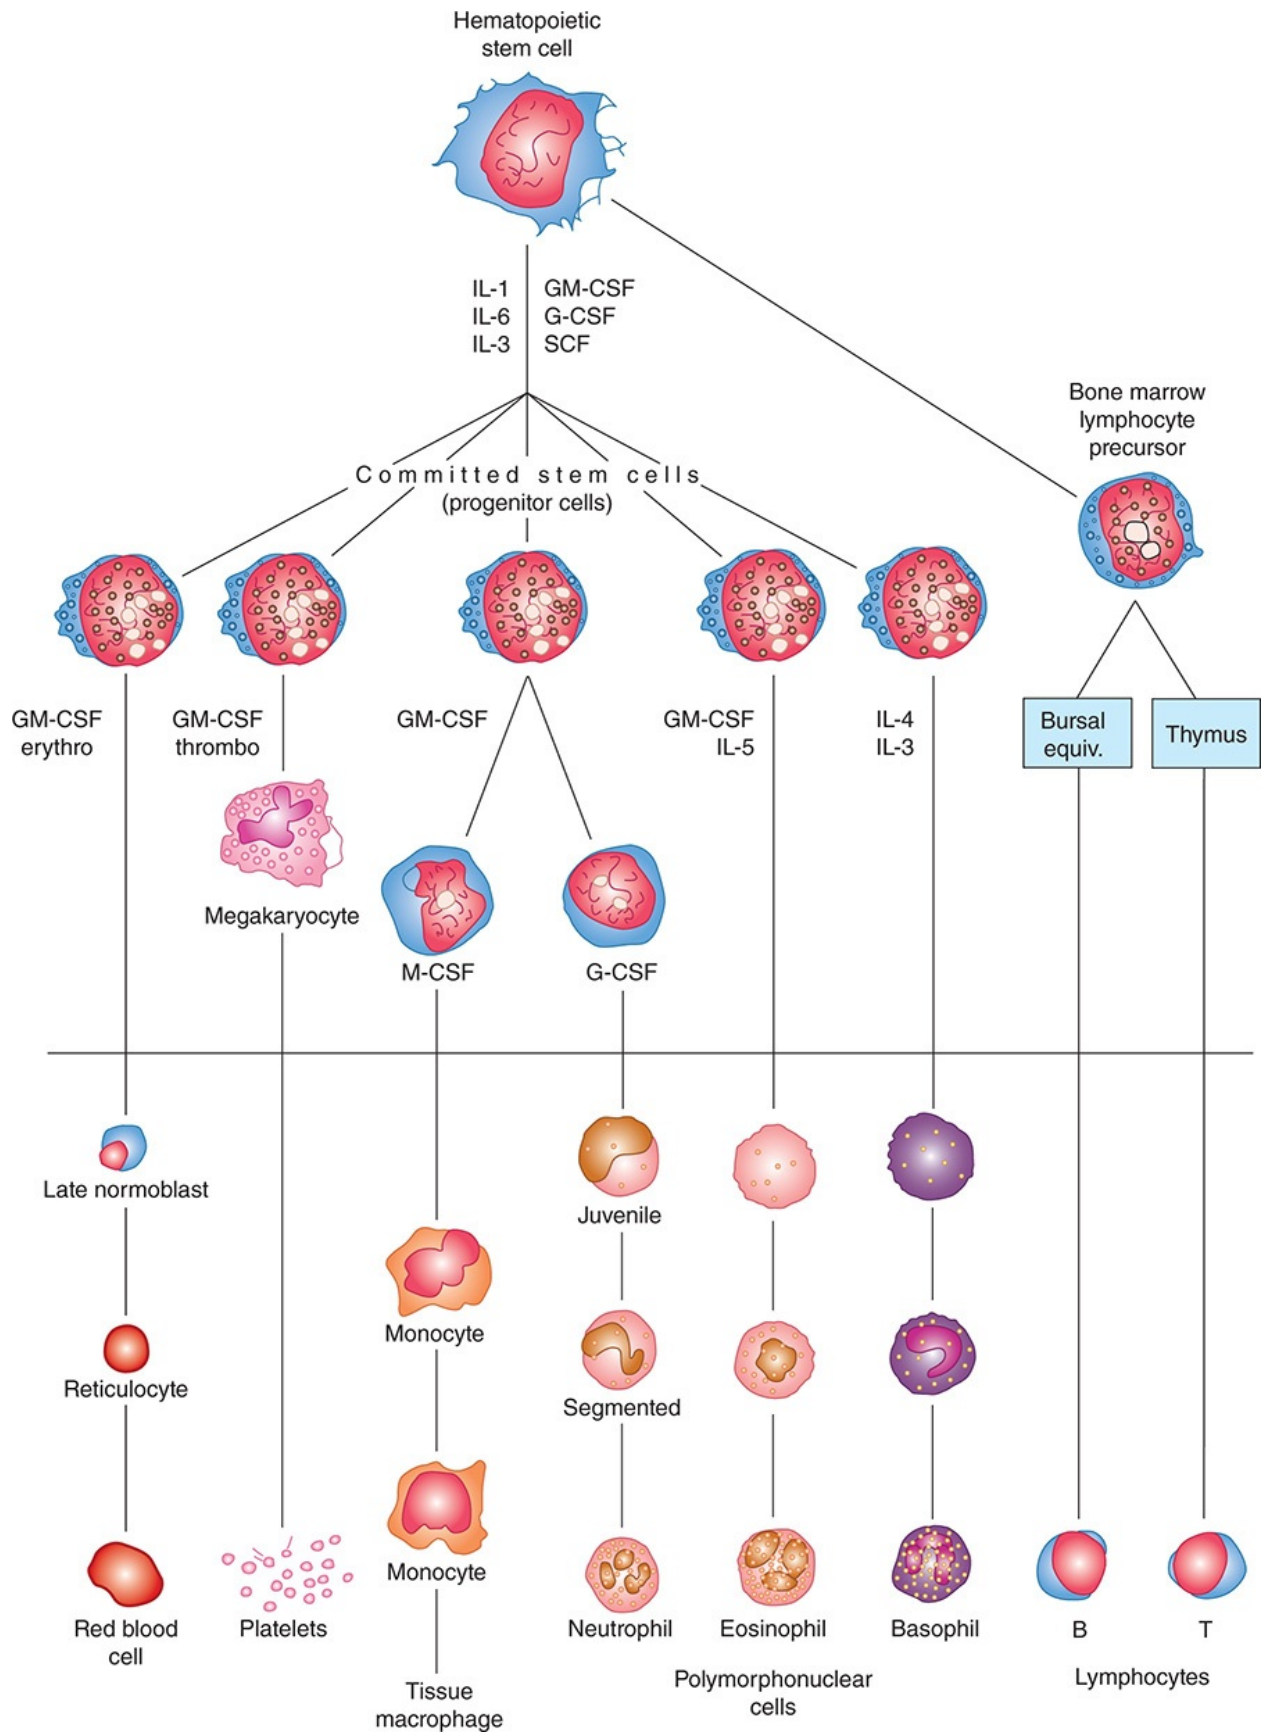 Hematopoietic
stem cell
IL-1 GM-CSF
IL-6 G-CSF
IL-3 SCF
Bone marrow
lymphocyte
precursor
Committed stem cells
(progenitor cells)
GM-CSF
erythro
GM-CSF
thrombo
GM-CSF
GM-CSF
IL-5
IL-4
IL-3
Bursal
equiv.
Thymus
Megakaryocyte
M-CSF
G-CSF
Late normoblast
Juvenile
Monocyte
Reticulocyte
Segmented
Monocyte
Red blood
cell
Platelets
Neutrophil
Eosinophil
Basophil
B
T
Polymorphonuclear
cells
Lymphocytes
Tissue
macrophage